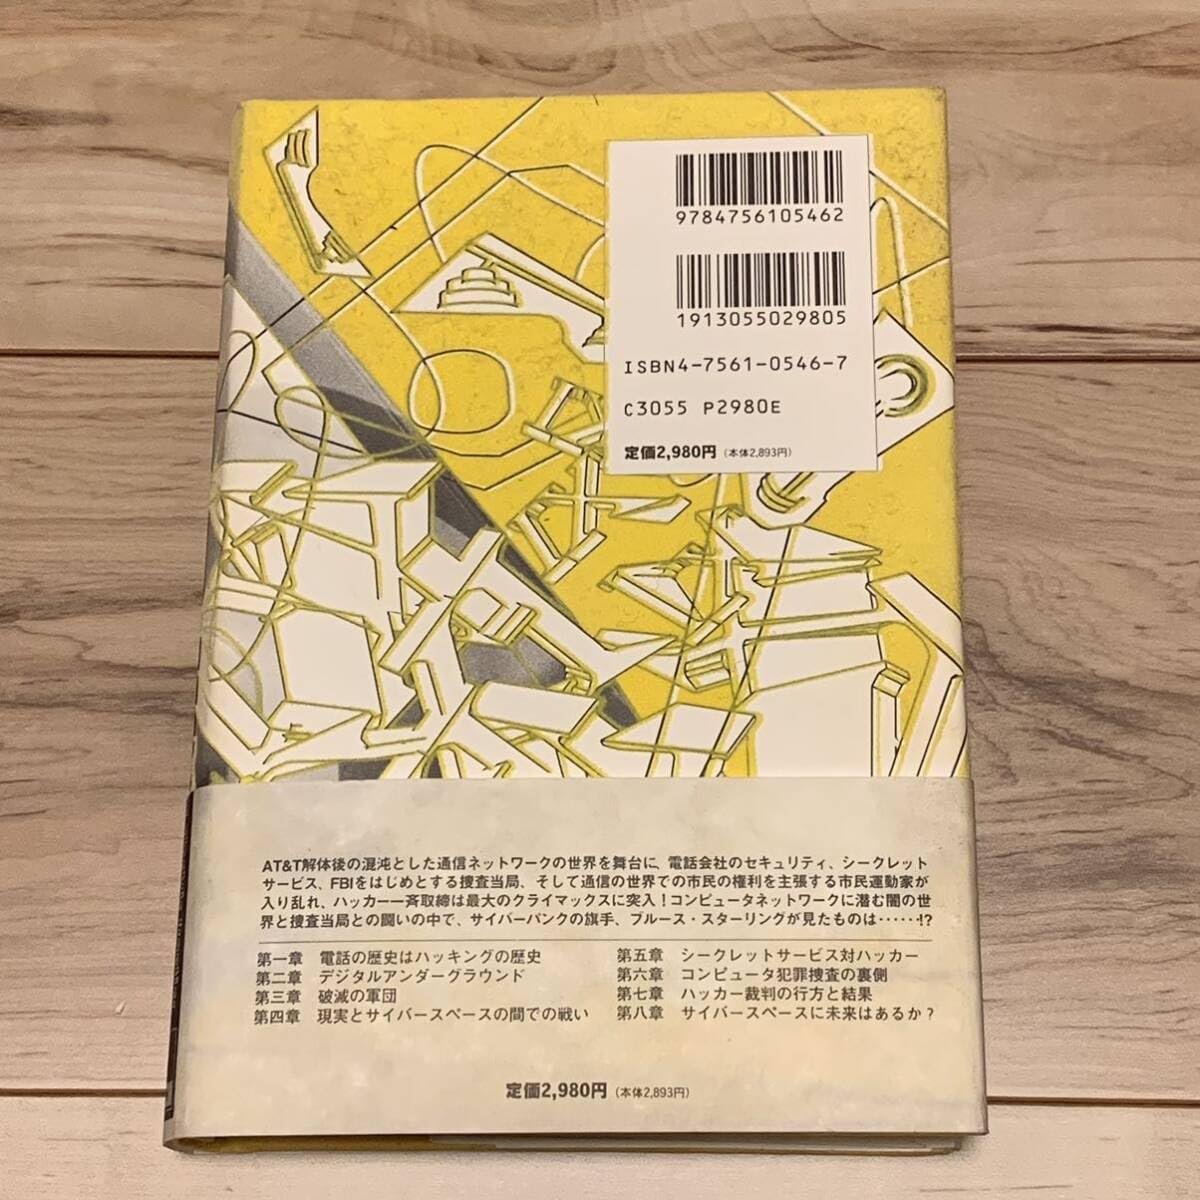 9784756105462
1913055029805
ISBN4-7561-0546-7
C3055 P2980E
定価2,980円（本体2,893円）
AT&T解体後の混沌とした通信ネットワークの世界を舞台に、電話会社のセキュリティ、シークレット
サービス、FBIをはじめとする捜査当局、そして通信の世界での市民の権利を主張する市民運動家が
入り乱れ、ハッカー一斉取締は最大のクライマックスに突入！コンピュータネットワークに潜む闇の世
界と捜査当局との闘いの中で、サイバーパンクの旗手、ブルース・スターリングが見たものは……!?
第一章　電話の歴史はハッキングの歴史
第二章　デジタルアンダーグラウンド
第三章　破滅の軍団
第四章　現実とサイバースペースの間での戦い
第五章　シークレットサービス対ハッカー
第六章　コンピュータ犯罪捜査の裏側
第七章　ハッカー裁判の行方と結果
第八章　サイバースペースに未来はあるか？
定価2,980円（本体2,893円）